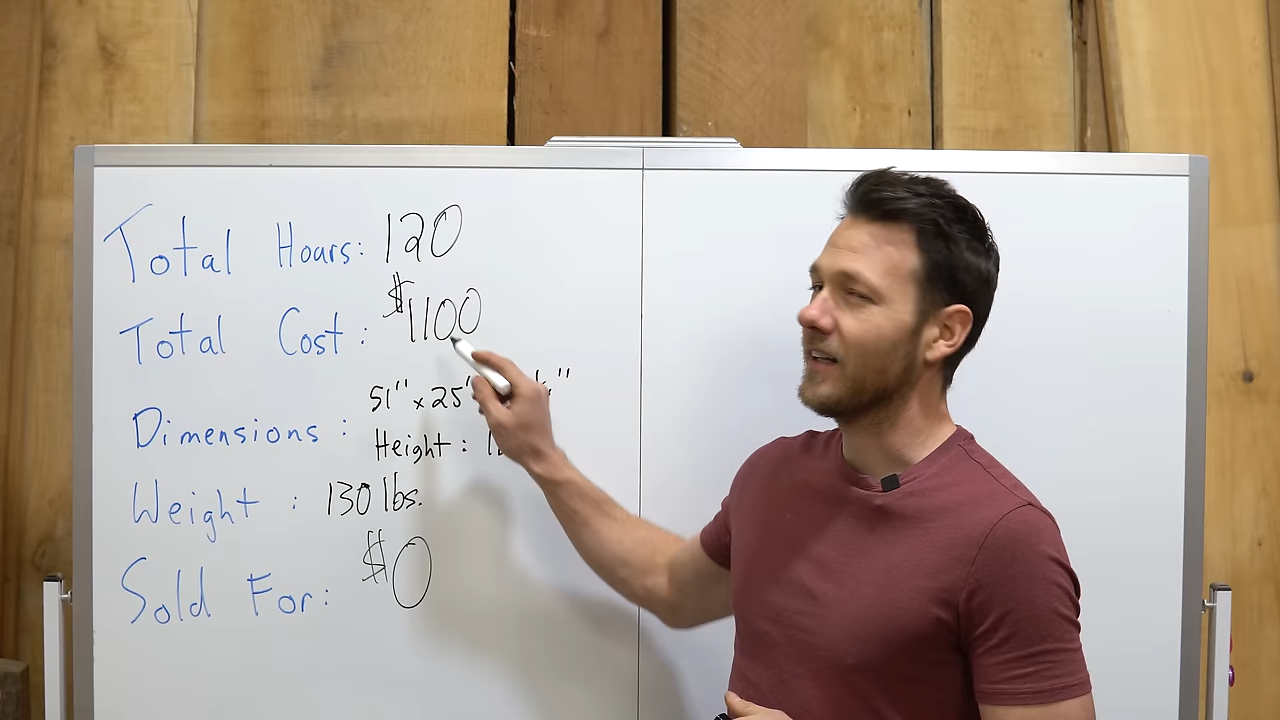 Total Hours: 120
Total Cost: $1100
Dimensions: 51" x 25"
Height:
Weight: 130 lbs.
Sold For: $0